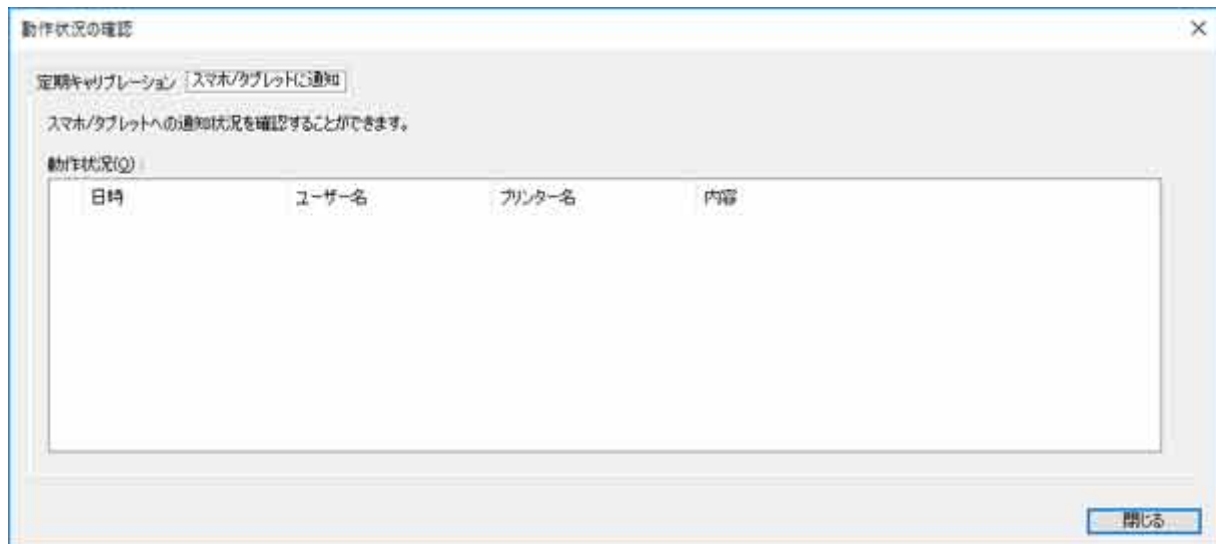 動作状況の確認
定期キャリブレーション スマホ/タブレットに通知
スマホ/タブレットへの通知状況を確認することができます。
動作状況(O):
日時 ユーザー名 プリンター名 内容
閉じる